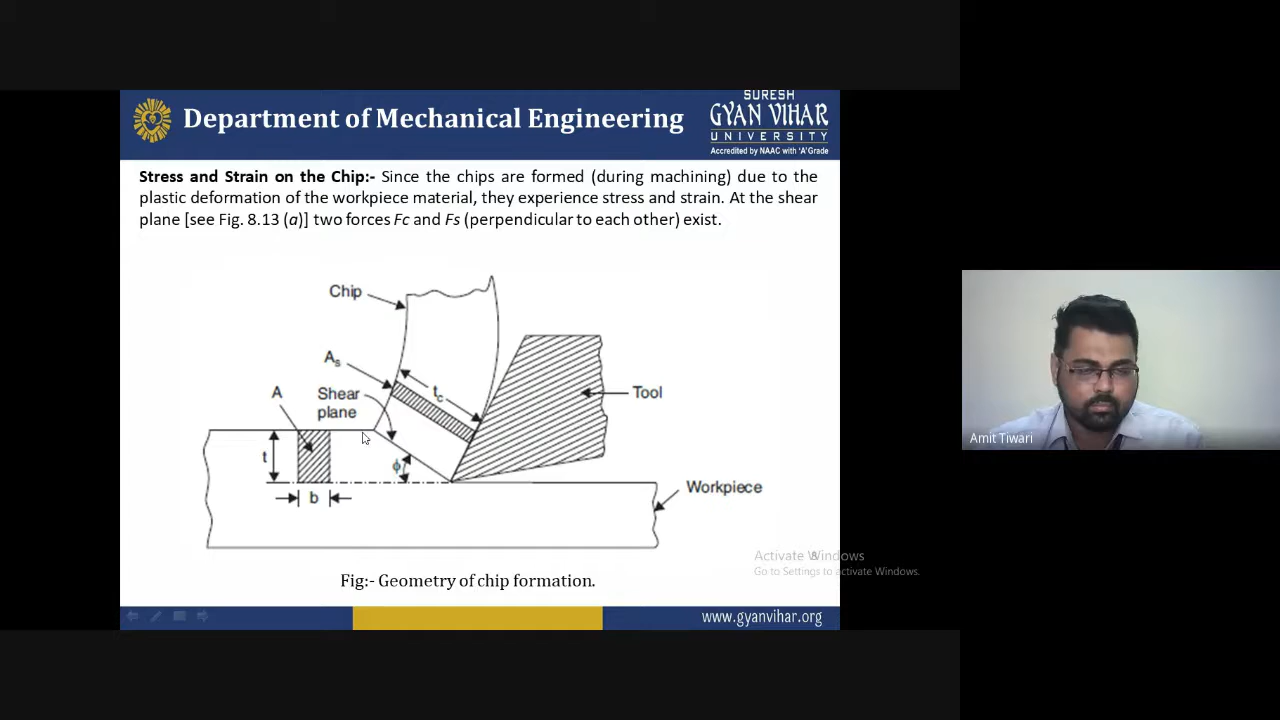 Department of Mechanical Engineering
SURESH
GYAN VIHAR
UNIVERSITY
Accredited by NAAC with 'A' Grade
Stress and Strain on the Chip:- Since the chips are formed (during machining) due to the
plastic deformation of the workpiece material, they experience stress and strain. At the shear
plane [see Fig. 8.13 (a)] two forces Fc and Fs (perpendicular to each other) exist.
Chip
As
tc
A
Shear
plane
Tool
t
ϕ
b
Workpiece
Fig:- Geometry of chip formation.
Activate Windows
8
Go to Settings to activate Windows.
www.gyanvihar.org
Amit Tiwari